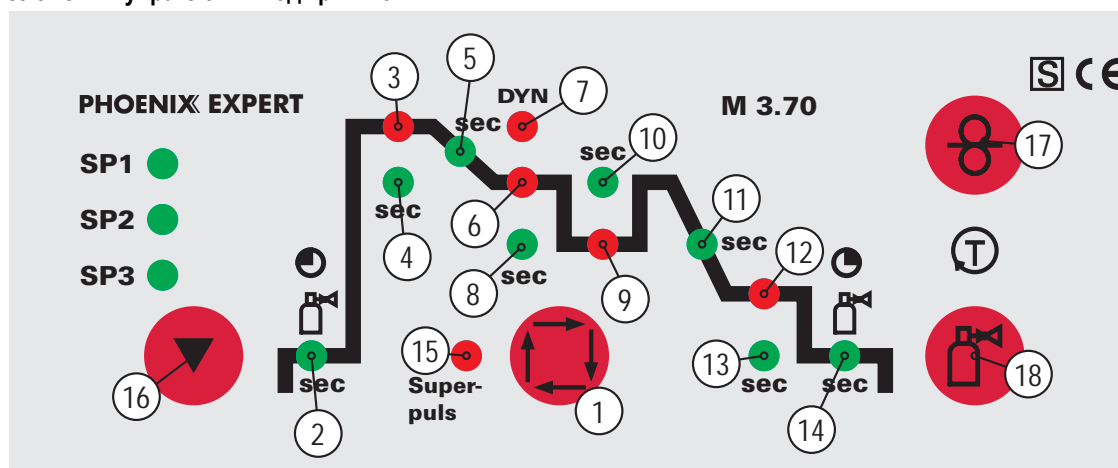 PHOENIX EXPERT
M 3.70
S CE
SP1
SP2
SP3
3
5
DYN
7
sec
sec
10
17
sec
4
6
11
sec
8
sec
9
12
T
16
sec
2
15
Super-
puls
1
13
sec
sec
14
18